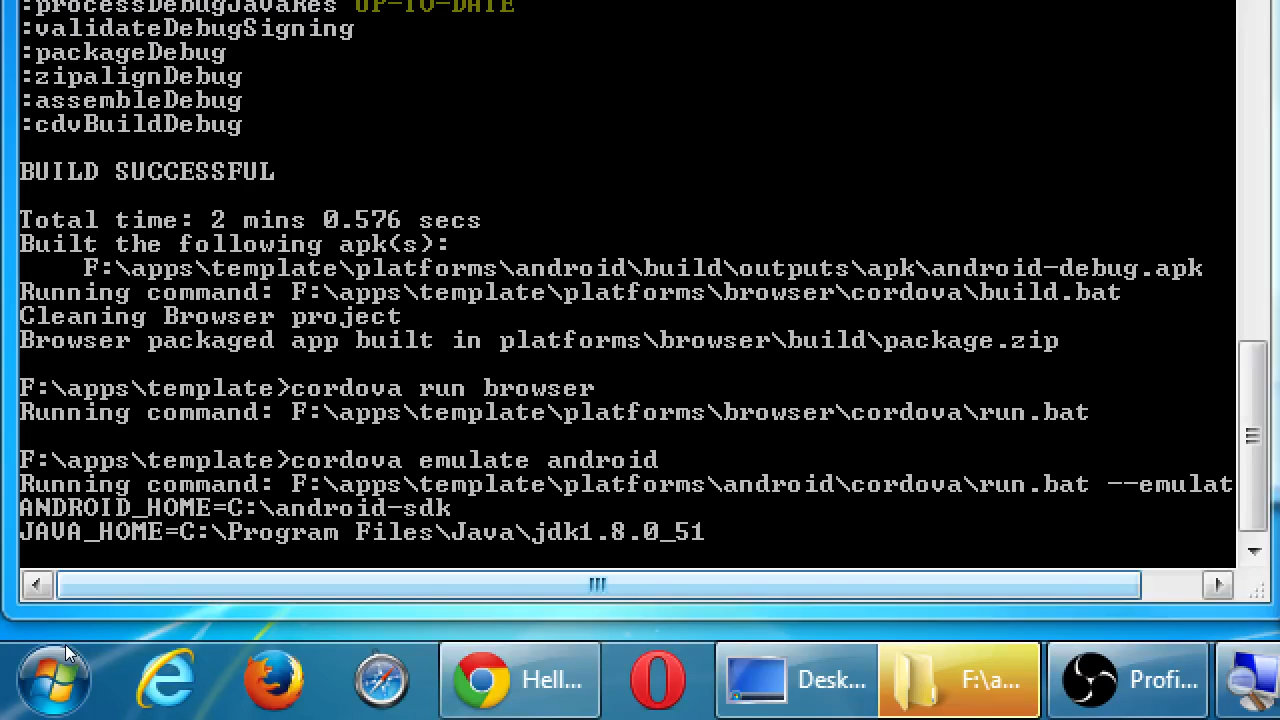 :processDebugJavaRes UP-TO-DATE
:validateDebugSigning
:packageDebug
:zipalignDebug
:assembleDebug
:cdvBuildDebug
BUILD SUCCESSFUL
Total time: 2 mins 0.576 secs
Built the following apk(s):
F:\apps\template\platforms\android\build\outputs\apk\android-debug.apk
Running command: F:\apps\template\platforms\browser\cordova\build.bat
Cleaning Browser project
Browser packaged app built in platforms\browser\build\package.zip
F:\apps\template>cordova run browser
Running command: F:\apps\template\platforms\browser\cordova\run.bat
F:\apps\template>cordova emulate android
Running command: F:\apps\template\platforms\android\cordova\run.bat --emulat
ANDROID_HOME=C:\android-sdk
JAVA_HOME=C:\Program Files\Java\jdk1.8.0_51
Hell... Desk... F:\a... Profi...